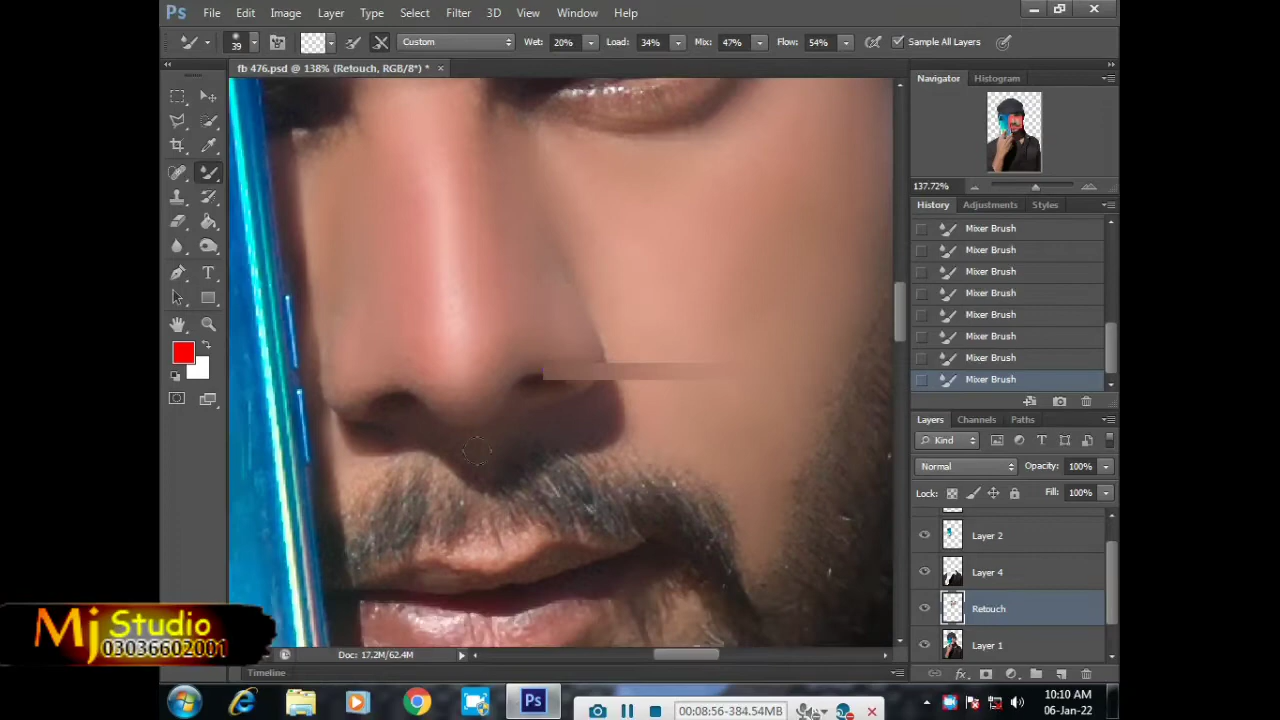 Ps File Edit Image Layer Type Select Filter 3D View Window Help
39 Custom Wet: 20% Load: 34% Mix: 47% Flow: 54% Sample All Layers
fb 476.psd @ 138% (Retouch, RGB/8*) * ×
Navigator Histogram
137.72%
History Adjustments Styles
Mixer Brush
Mixer Brush
Mixer Brush
Mixer Brush
Mixer Brush
Mixer Brush
Mixer Brush
Mixer Brush
Layers Channels Paths
Kind
Normal Opacity: 100%
Lock: Fill: 100%
Layer 2
Layer 4
Retouch
Layer 1
Doc: 17.2M/62.4M
Timeline
Mj Studio
03036602001
Ps
00:08:56-384.54MB
10:10 AM
06-Jan-22